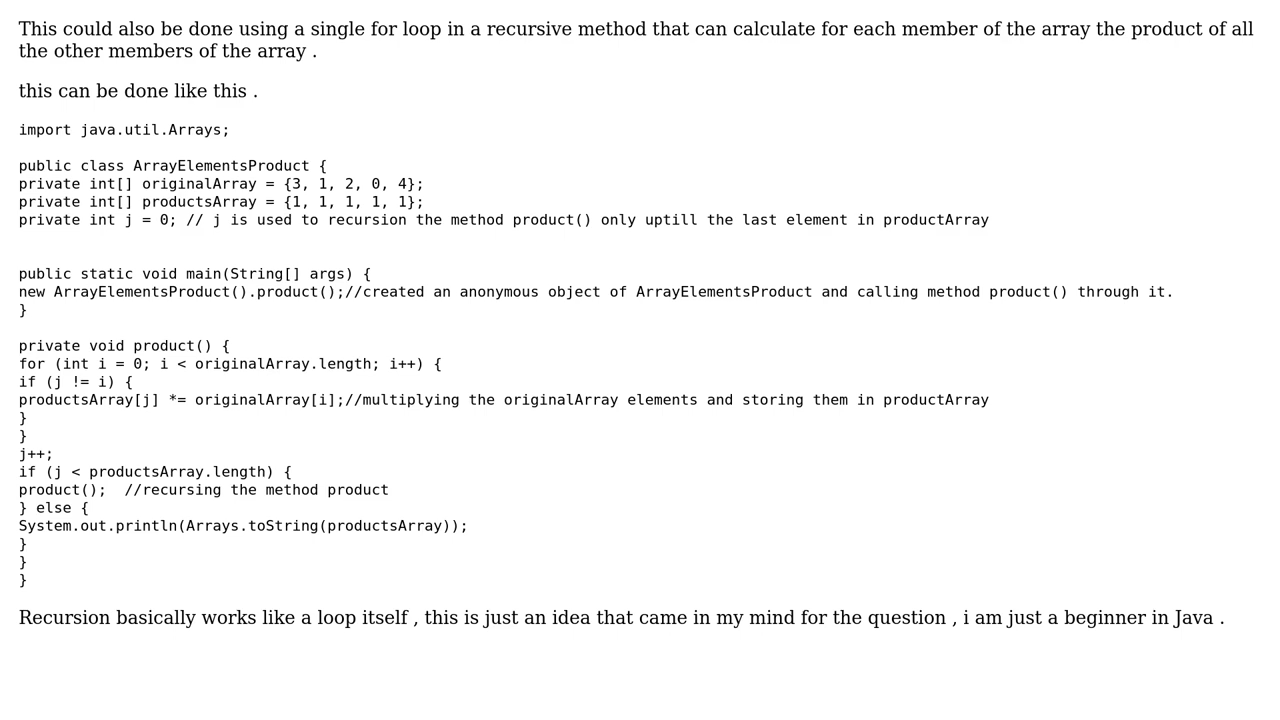 This could also be done using a single for loop in a recursive method that can calculate for each member of the array the product of all
the other members of the array .
this can be done like this .
import java.util.Arrays;
public class ArrayElementsProduct {
private int[] originalArray = {3, 1, 2, 0, 4};
private int[] productsArray = {1, 1, 1, 1, 1};
private int j = 0; // j is used to recursion the method product() only uptill the last element in productArray
public static void main(String[] args) {
new ArrayElementsProduct().product();//created an anonymous object of ArrayElementsProduct and calling method product() through it.
}
private void product() {
for (int i = 0; i < originalArray.length; i++) {
if (j != i) {
productsArray[j] *= originalArray[i];//multiplying the originalArray elements and storing them in productArray
}
}
j++;
if (j < productsArray.length) {
product();  //recursing the method product
} else {
System.out.println(Arrays.toString(productsArray));
}
}
}
Recursion basically works like a loop itself , this is just an idea that came in my mind for the question , i am just a beginner in Java .